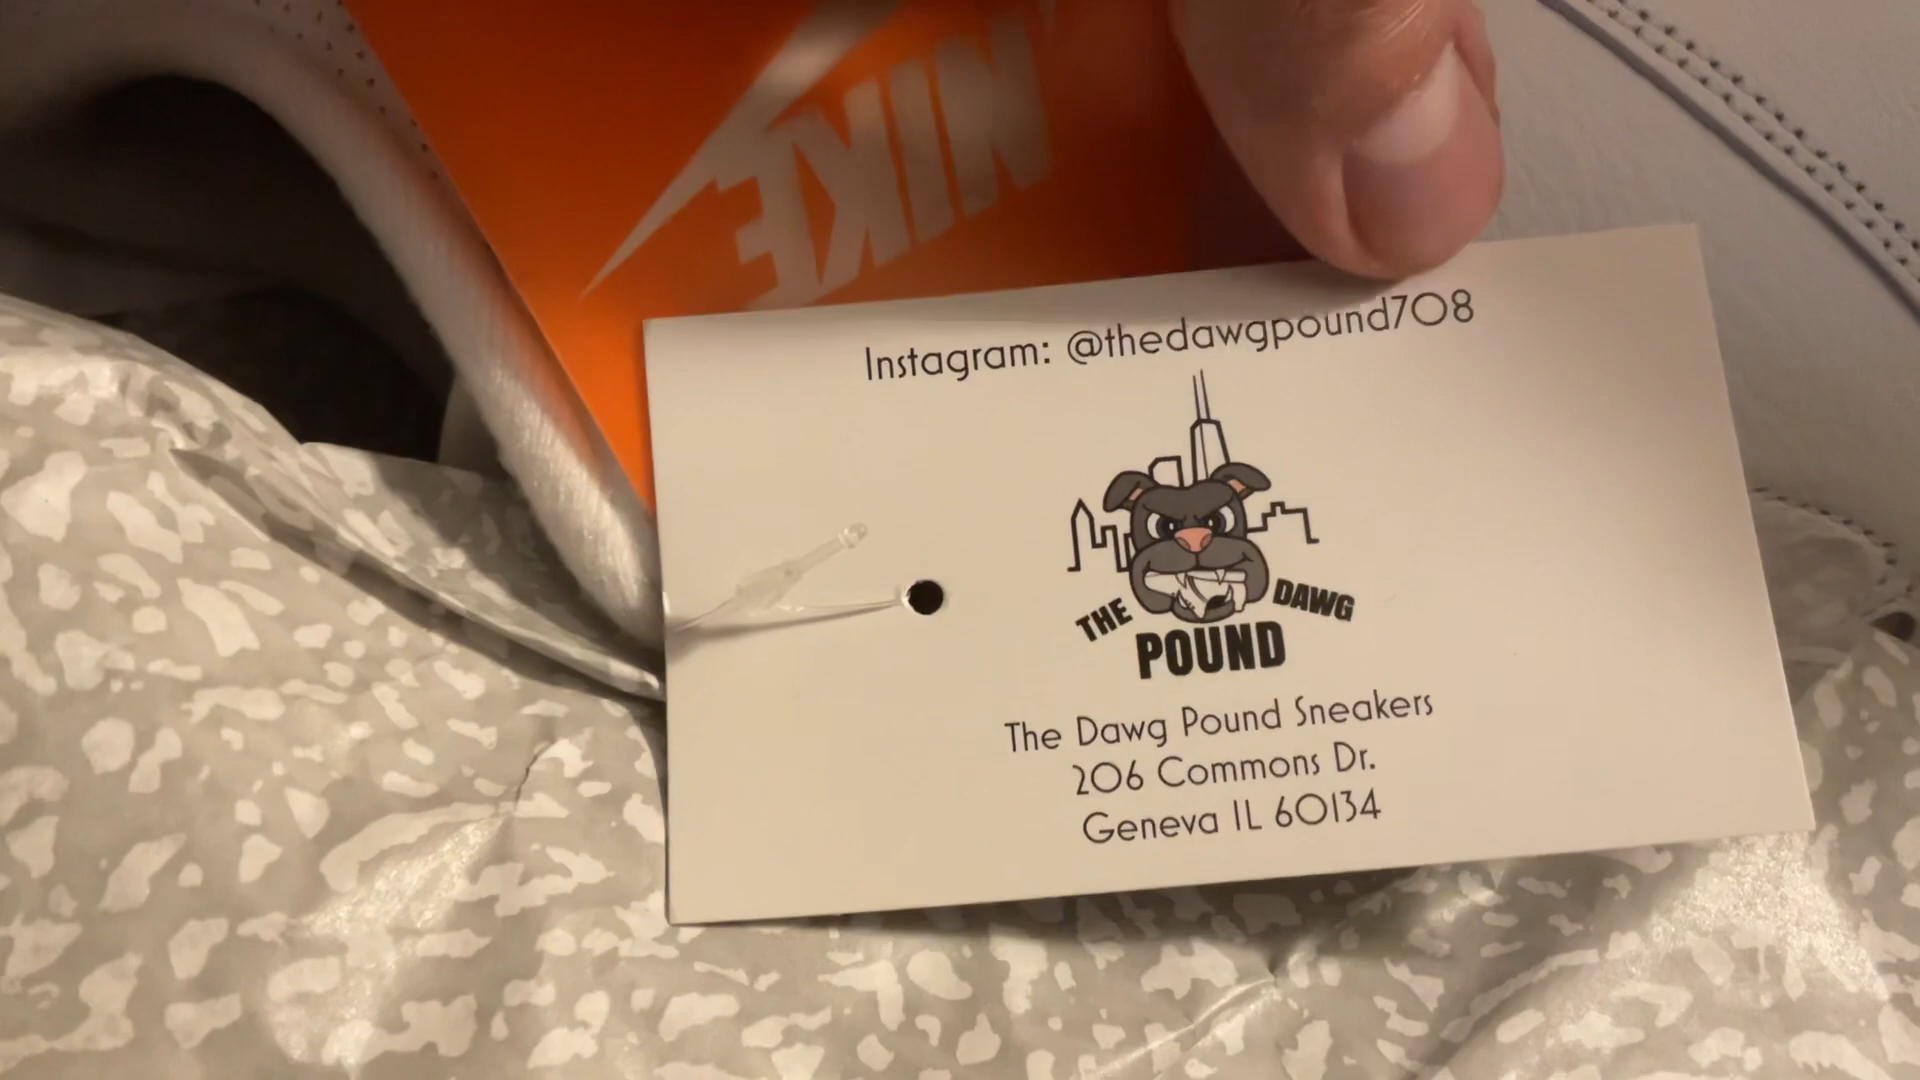 NIKE
Instagram: @thedawgpound708
THE DAWG
POUND
The Dawg Pound Sneakers
206 Commons Dr.
Geneva IL 60134